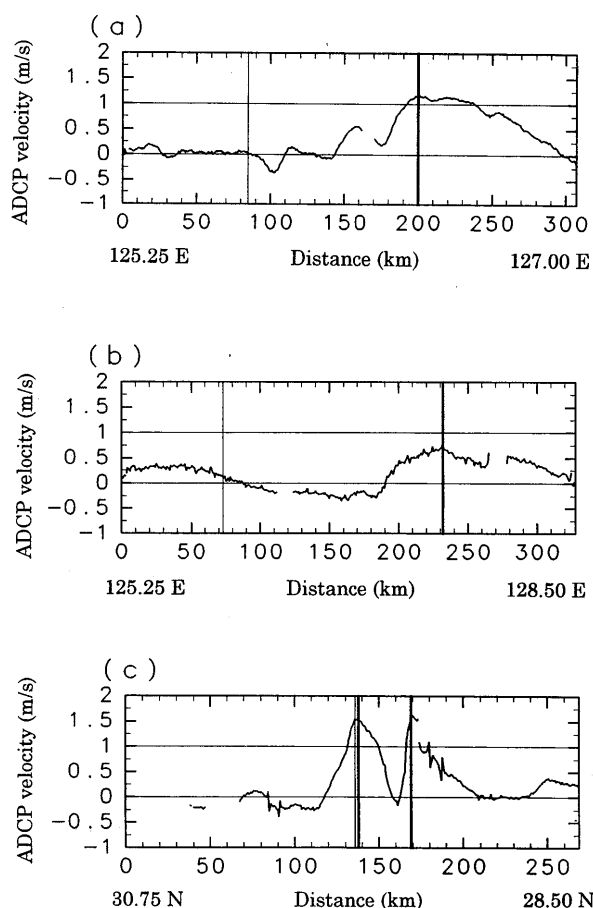 (a)
ADCP velocity (m/s)
2
1.5
1
0.5
0
−0.5
−1
0 50 100 150 200 250 300
125.25 E Distance (km) 127.00 E
(b)
ADCP velocity (m/s)
2
1.5
1
0.5
0
−0.5
−1
0 50 100 150 200 250 300
125.25 E Distance (km) 128.50 E
(c)
ADCP velocity (m/s)
2
1.5
1
0.5
0
−0.5
−1
0 50 100 150 200 250
30.75 N Distance (km) 28.50 N